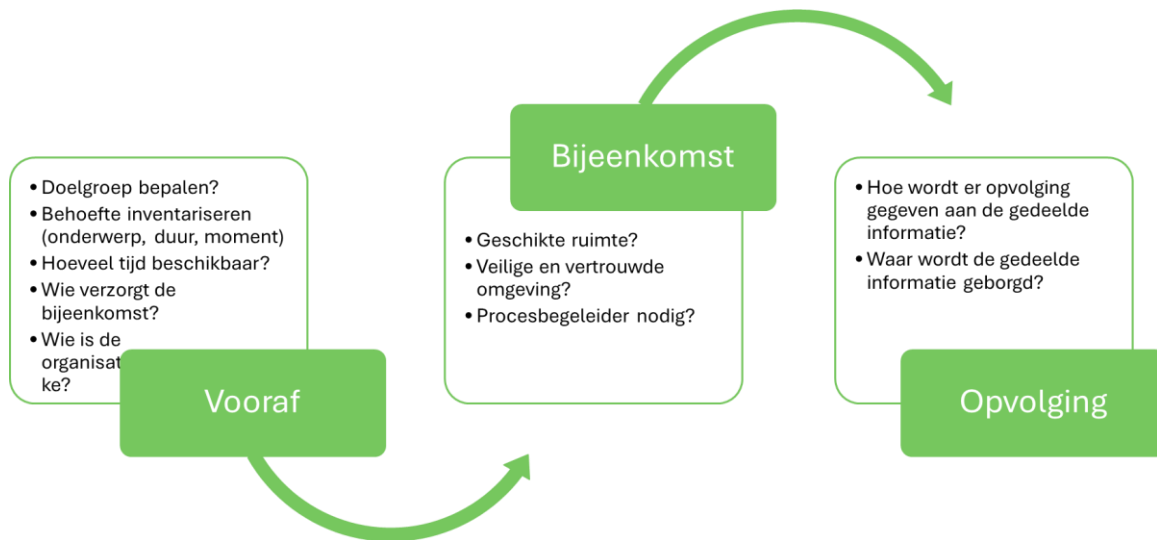 • Doelgroep bepalen?
• Behoefte inventariseren
(onderwerp, duur, moment)
• Hoeveel tijd beschikbaar?
• Wie verzorgt de
bijeenkomst?
• Wie is de
ke?
Vooraf
Bijeenkomst
• Geschikte ruimte?
• Veilige en vertrouwde
omgeving?
• Procesbegeleider nodig?
• Hoe wordt er opvolging
gegeven aan de gedeelde
informatie?
• Waar wordt de gedeelde
informatie geborgd?
Opvolging